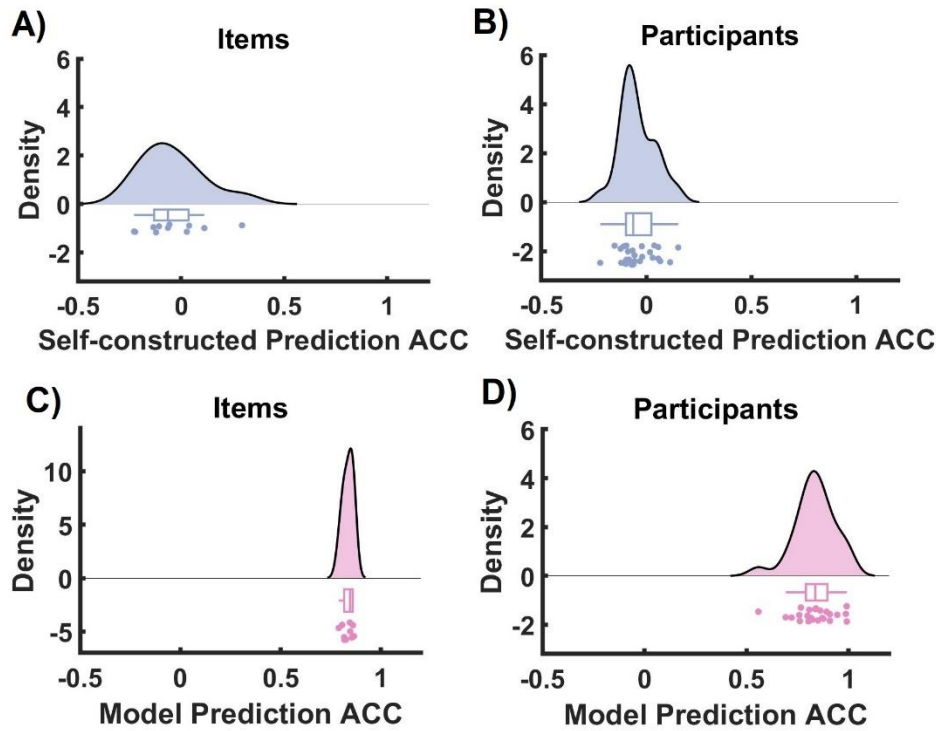 A)
Items
Density
6
4
2
0
-2
-0.5 0 0.5 1
Self-constructed Prediction ACC
B)
Participants
Density
6
4
2
0
-2
-0.5 0 0.5 1
Self-constructed Prediction ACC
C)
Items
Density
10
5
0
-5
-0.5 0 0.5 1
Model Prediction ACC
D)
Participants
Density
6
4
2
0
-2
-0.5 0 0.5 1
Model Prediction ACC